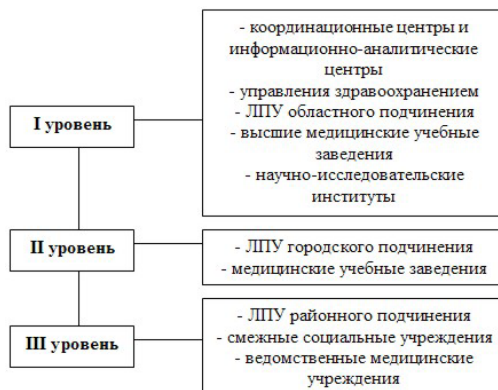 I уровень
- координационные центры и
информационно-аналитические
центры
- управления здравоохранением
- ЛПУ областного подчинения
- высшие медицинские учебные
заведения
- научно-исследовательские
институты
II уровень
- ЛПУ городского подчинения
- медицинские учебные заведения
III уровень
- ЛПУ районного подчинения
- смежные социальные учреждения
- ведомственные медицинские
учреждения